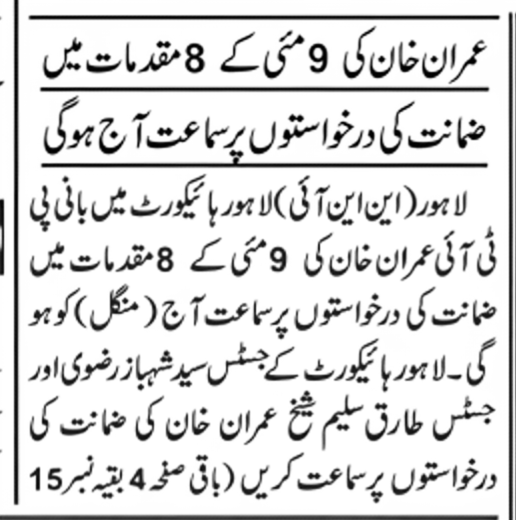 عمران خان کی 9 مئی کے 8 مقدمات میں
ضمانت کی درخواستوں پر سماعت آج ہوگی
لاہور (این این آئی) لاہور ہائیکورٹ میں بانی پی
ٹی آئی عمران خان کی 9 مئی کے 8 مقدمات میں
ضمانت کی درخواستوں پر سماعت آج (منگل) کو ہو
گی۔ لاہور ہائیکورٹ کے جسٹس سید شہباز رضوی اور
جسٹس طارق سلیم شیخ عمران خان کی ضمانت کی
درخواستوں پر سماعت کریں (باقی صفحہ 4 بقیہ نمبر 15